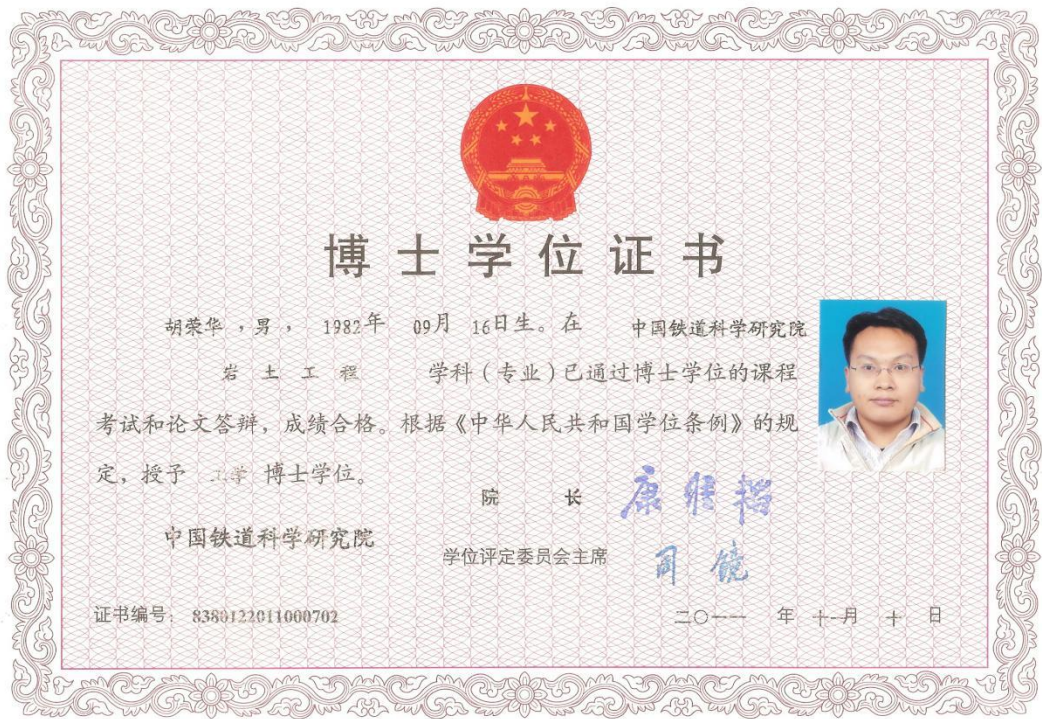 博士学位证书
胡荣华，男， 1982年 09月 16日生。在 中国铁道科学研究院
岩土工程 学科（专业）已通过博士学位的课程
考试和论文答辩，成绩合格。根据《中华人民共和国学位条例》的规
定，授予 工学 博士学位。
院 长
中国铁道科学研究院
学位评定委员会主席 周镜
证书编号：8380122011000702
二〇一一 年 十一月 十 日